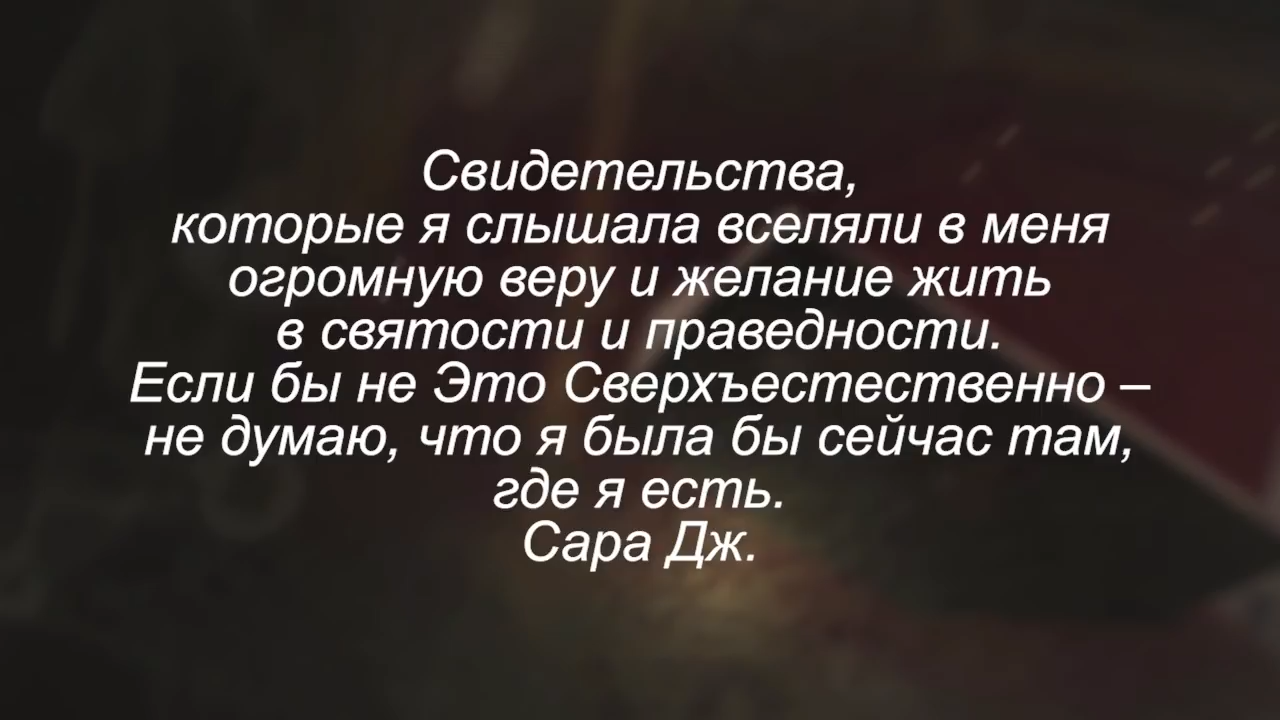 Свидетельства,
которые я слышала вселяли в меня
огромную веру и желание жить
в святости и праведности.
Если бы не Это Сверхъестественно –
не думаю, что я была бы сейчас там,
где я есть.
Сара Дж.